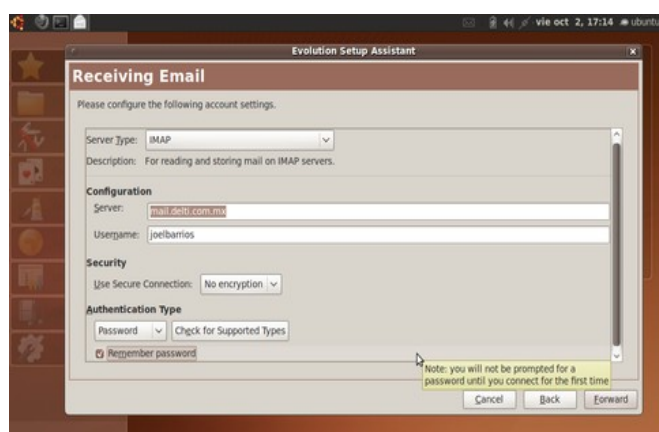 vie oct 2, 17:14 ubuntu
Evolution Setup Assistant
Receiving Email
Please configure the following account settings.
Server Type: IMAP
Description: For reading and storing mail on IMAP servers.
Configuration
Server: mail.delti.com.mx
Username: joelbarrios
Security
Use Secure Connection: No encryption
Authentication Type
Password Check for Supported Types
Remember password
Note: you will not be prompted for a
password until you connect for the first time
Cancel Back Forward